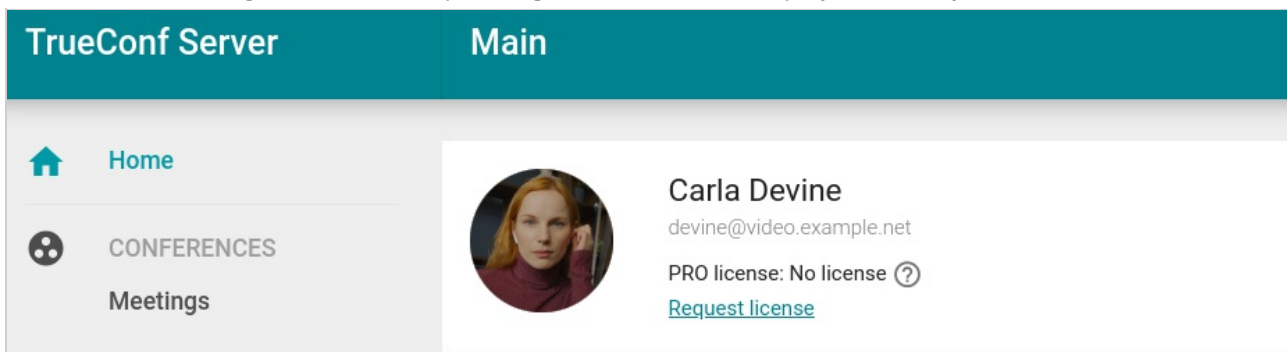 TrueConf Server
Main
Home
CONFERENCES
Meetings
Carla Devine
devine@video.example.net
PRO license: No license ?
Request license